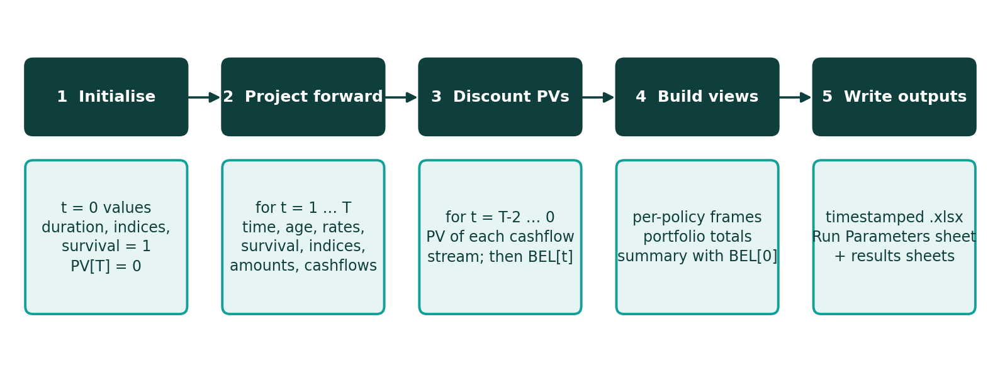 1  Initialise
2  Project forward
3  Discount PVs
4  Build views
5  Write outputs
t = 0 values
duration, indices,
survival = 1
PV[T] = 0
for t = 1 … T
time, age, rates,
survival, indices,
amounts, cashflows
for t = T-2 … 0
PV of each cashflow
stream; then BEL[t]
per-policy frames
portfolio totals
summary with BEL[0]
timestamped .xlsx
Run Parameters sheet
+ results sheets